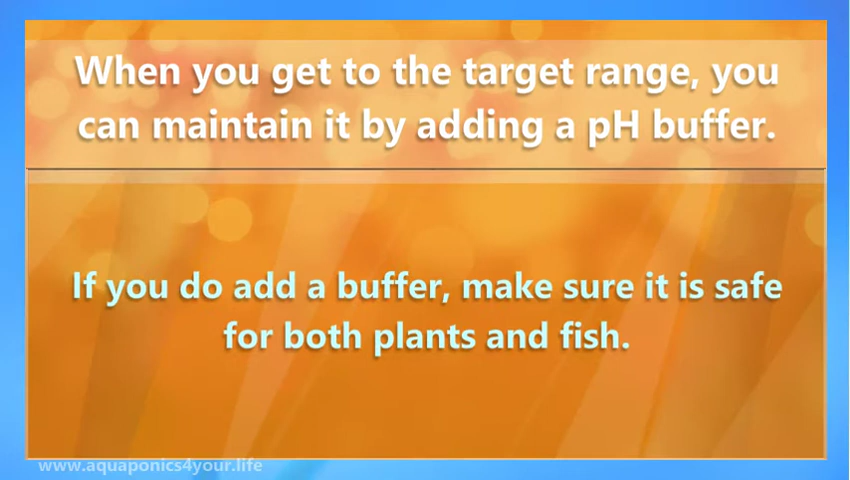 When you get to the target range, you
can maintain it by adding a pH buffer.
If you do add a buffer, make sure it is safe
for both plants and fish.
www.aquaponics4your.life